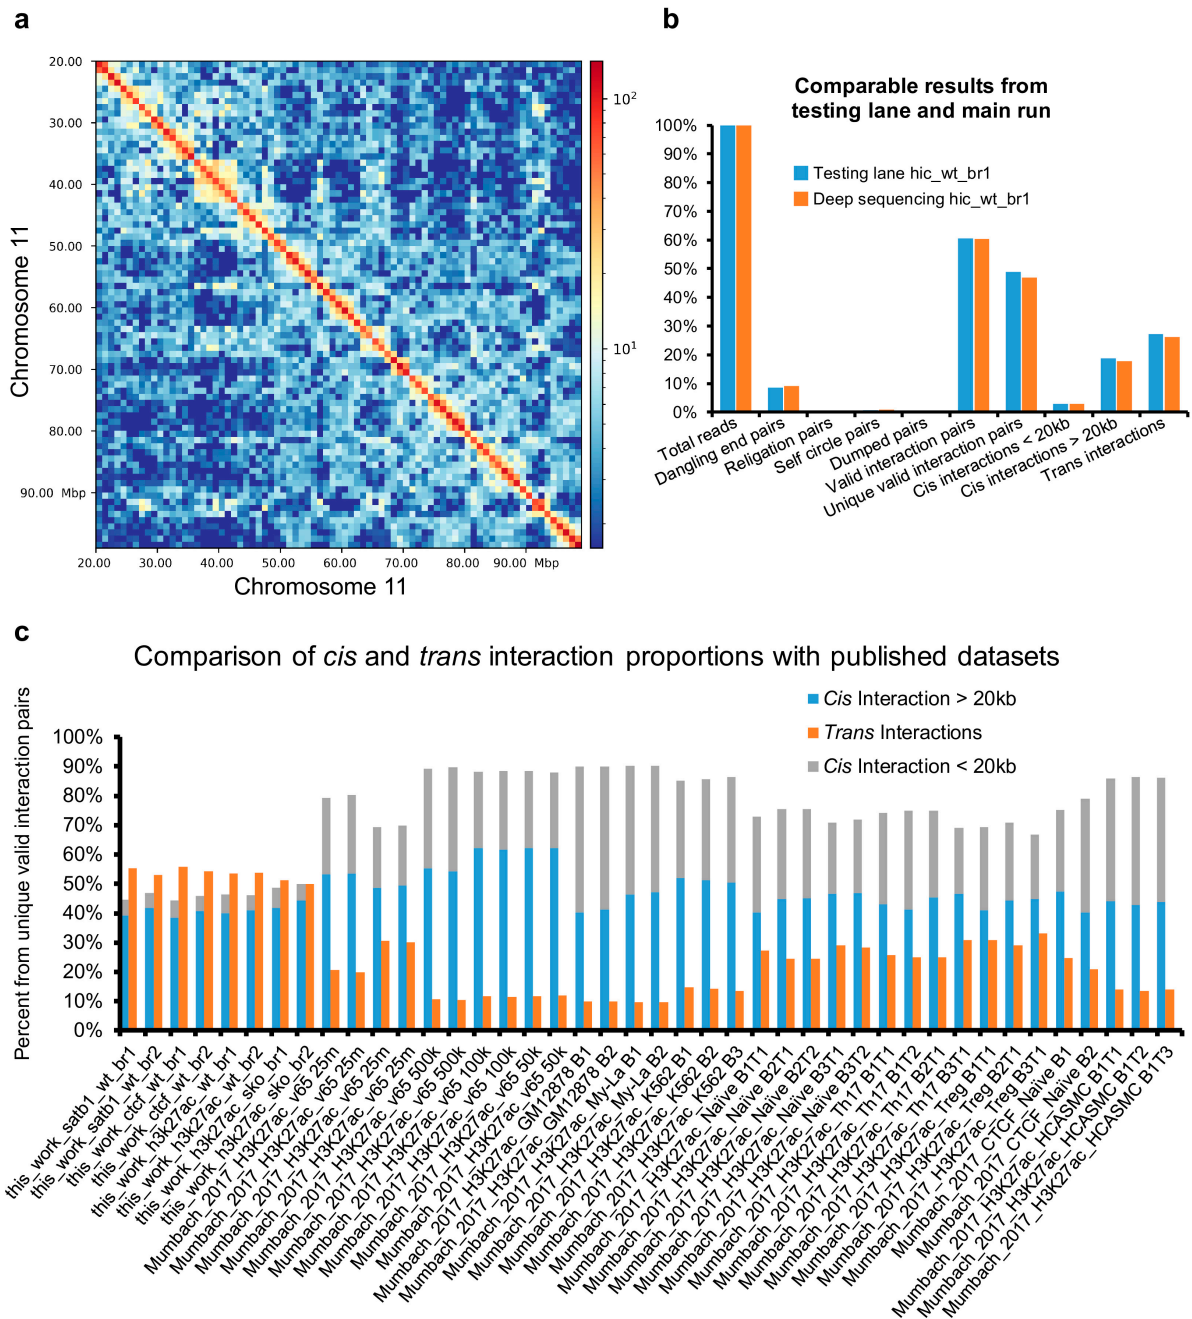 a
20.00
30.00
40.00
50.00
60.00
70.00
80.00
90.00 Mbp
Chromosome 11
20.00 30.00 40.00 50.00 60.00 70.00 80.00 90.00 Mbp
Chromosome 11
10²
10¹
b
Comparable results from
testing lane and main run
100%
90%
80%
70%
60%
50%
40%
30%
20%
10%
0%
Testing lane hic_wt_br1
Deep sequencing hic_wt_br1
Total reads
Dangling end pairs
Religation pairs
Self circle pairs
Dumped pairs
Valid interaction pairs
Unique valid interaction pairs
Cis interactions < 20kb
Cis interactions > 20kb
Trans interactions
c
Comparison of cis and trans interaction proportions with published datasets
Cis Interaction > 20kb
Trans Interactions
Cis Interaction < 20kb
Percent from unique valid interaction pairs
100%
90%
80%
70%
60%
50%
40%
30%
20%
10%
0%
this_work_satb1_wt_br1
this_work_satb1_wt_br2
this_work_ctcf_wt_br1
this_work_ctcf_wt_br2
this_work_h3k27ac_wt_br1
this_work_h3k27ac_wt_br2
this_work_h3k27ac_sko_br1
this_work_h3k27ac_sko_br2
Mumbach_2017_H3K27ac_v65 25m
Mumbach_2017_H3K27ac_v65 25m
Mumbach_2017_H3K27ac_v65 25m
Mumbach_2017_H3K27ac_v65 25m
Mumbach_2017_H3K27ac_v65 500k
Mumbach_2017_H3K27ac_v65 500k
Mumbach_2017_H3K27ac_v65 100k
Mumbach_2017_H3K27ac_v65 100k
Mumbach_2017_H3K27ac_v65 50k
Mumbach_2017_H3K27ac_v65 50k
Mumbach_2017_H3K27ac_GM12878 B1
Mumbach_2017_H3K27ac_GM12878 B2
Mumbach_2017_H3K27ac_My-La B1
Mumbach_2017_H3K27ac_My-La B2
Mumbach_2017_H3K27ac_K562 B1
Mumbach_2017_H3K27ac_K562 B2
Mumbach_2017_H3K27ac_K562 B3
Mumbach_2017_H3K27ac_Naïve B1T1
Mumbach_2017_H3K27ac_Naïve B2T1
Mumbach_2017_H3K27ac_Naïve B2T2
Mumbach_2017_H3K27ac_Naïve B3T1
Mumbach_2017_H3K27ac_Naïve B3T2
Mumbach_2017_H3K27ac_Th17 B1T1
Mumbach_2017_H3K27ac_Th17 B1T2
Mumbach_2017_H3K27ac_Th17 B2T1
Mumbach_2017_H3K27ac_Th17 B3T1
Mumbach_2017_H3K27ac_Treg B1T1
Mumbach_2017_H3K27ac_Treg B2T1
Mumbach_2017_H3K27ac_Treg B3T1
Mumbach_2017_CTCF_Naïve B1
Mumbach_2017_CTCF_Naïve B2
Mumbach_2017_H3K27ac_HCASMC B1T1
Mumbach_2017_H3K27ac_HCASMC B1T2
Mumbach_2017_H3K27ac_HCASMC B1T3